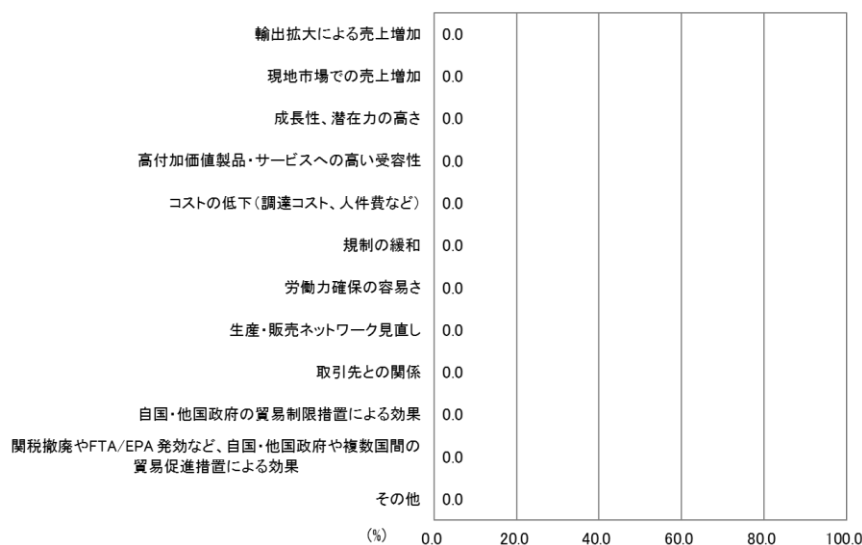 輸出拡大による売上増加 0.0
現地市場での売上増加 0.0
成長性、潜在力の高さ 0.0
高付加価値製品・サービスへの高い受容性 0.0
コストの低下(調達コスト、人件費など) 0.0
規制の緩和 0.0
労働力確保の容易さ 0.0
生産・販売ネットワーク見直し 0.0
取引先との関係 0.0
自国・他国政府の貿易制限措置による効果 0.0
関税撤廃やFTA/EPA 発効など、自国・他国政府や複数国間の
貿易促進措置による効果 0.0
その他 0.0
(%) 0.0 20.0 40.0 60.0 80.0 100.0